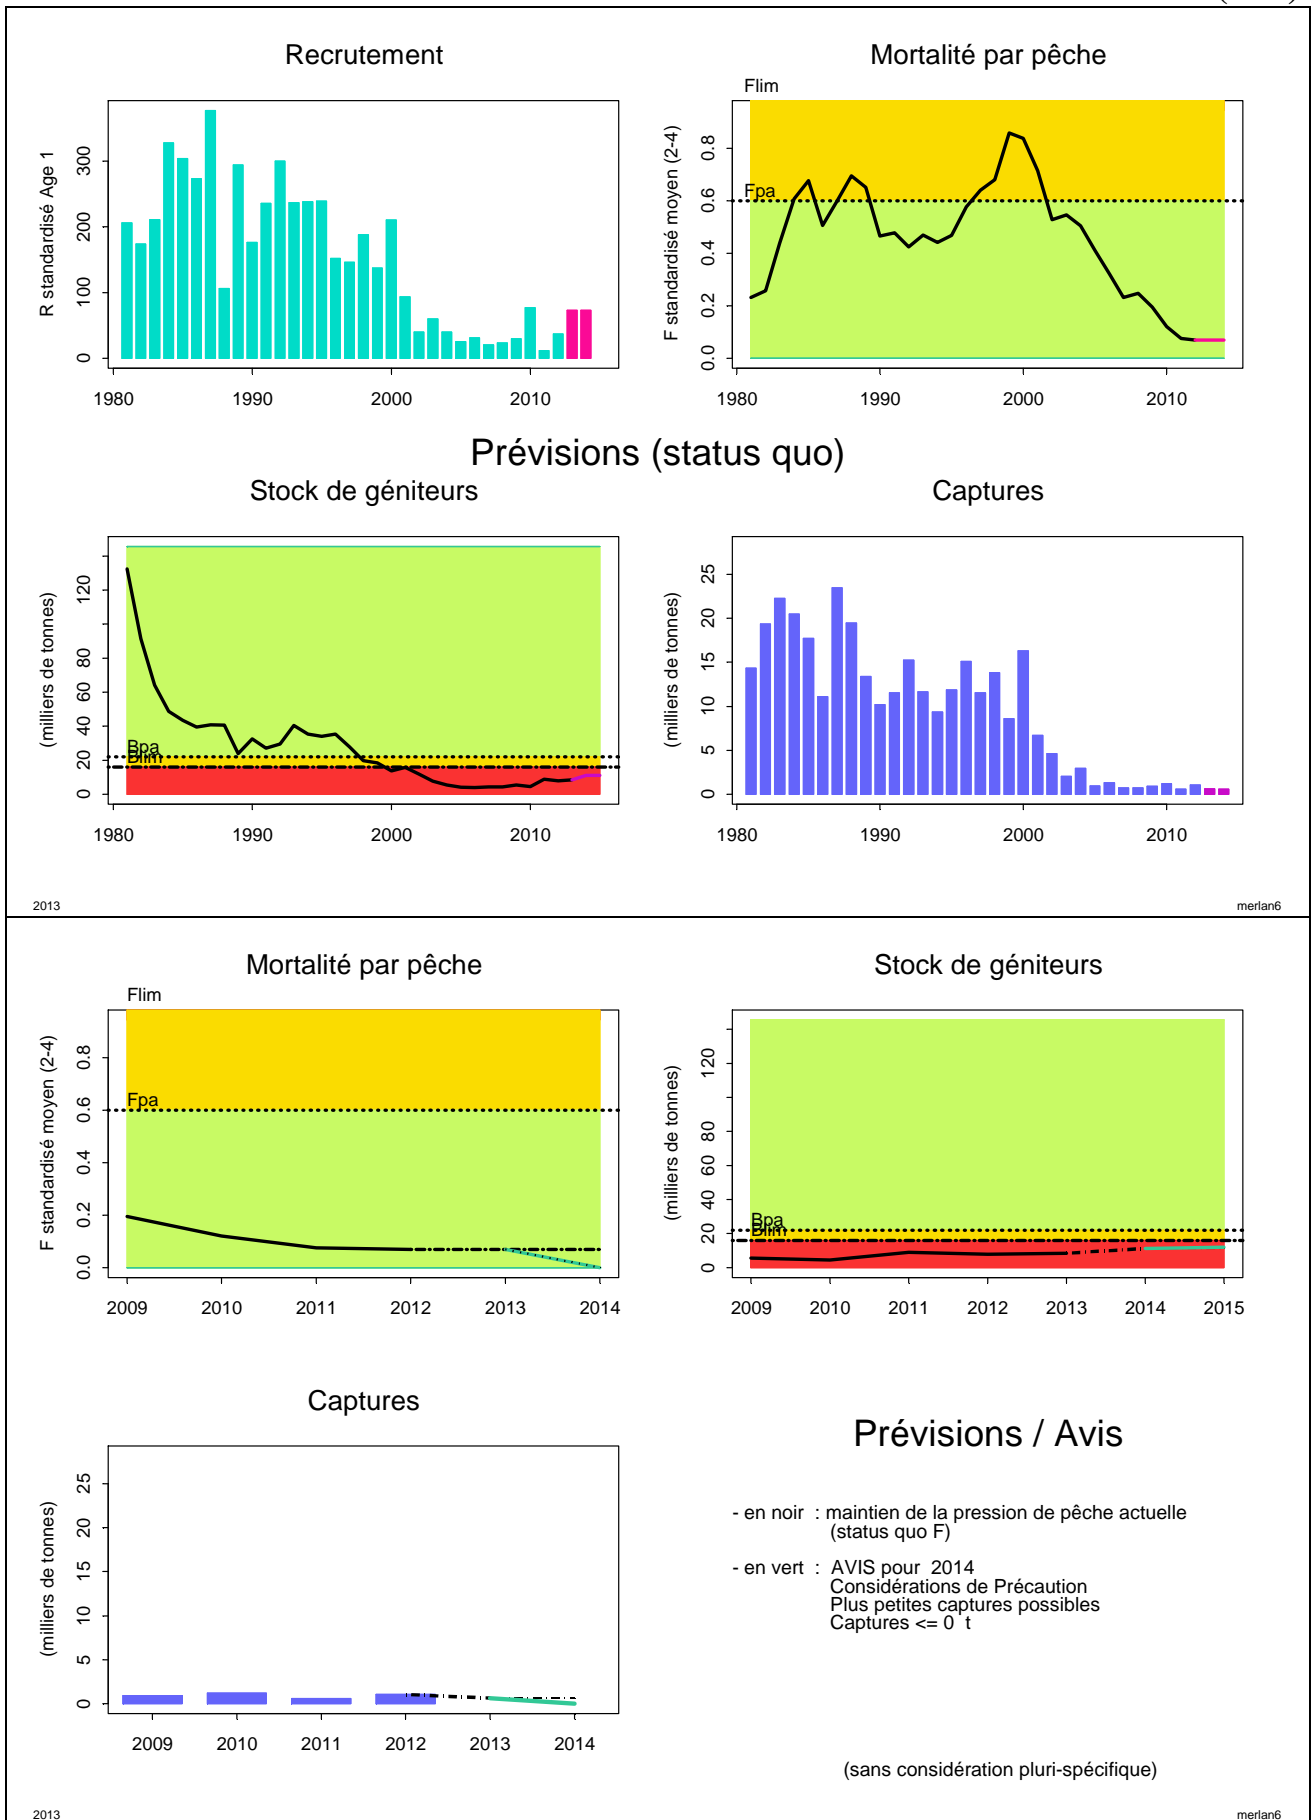 Recrutement
R standardisé Age 1
0
100
200
300
1980
1990
2000
2010
Mortalité par pêche
Flim
Fpa
F standardisé moyen (2-4)
0.0
0.2
0.4
0.6
0.8
1980
1990
2000
2010
Prévisions (status quo)
Stock de géniteurs
(milliers de tonnes)
0
20
40
60
80
120
Bpa
Blim
1980
1990
2000
2010
Captures
(milliers de tonnes)
0
5
10
15
20
25
1980
1990
2000
2010
2013
merlan6
Mortalité par pêche
Flim
Fpa
F standardisé moyen (2-4)
0.0
0.2
0.4
0.6
0.8
2009
2010
2011
2012
2013
2014
Stock de géniteurs
(milliers de tonnes)
0
20
40
60
80
120
Bpa
Blim
2009
2010
2011
2012
2013
2014
2015
Captures
(milliers de tonnes)
0
5
10
15
20
25
2009
2010
2011
2012
2013
2014
Prévisions / Avis
- en noir : maintien de la pression de pêche actuelle
(status quo F)
- en vert : AVIS pour 2014
Considérations de Précaution
Plus petites captures possibles
Captures <= 0 t
(sans considération pluri-spécifique)
2013
merlan6